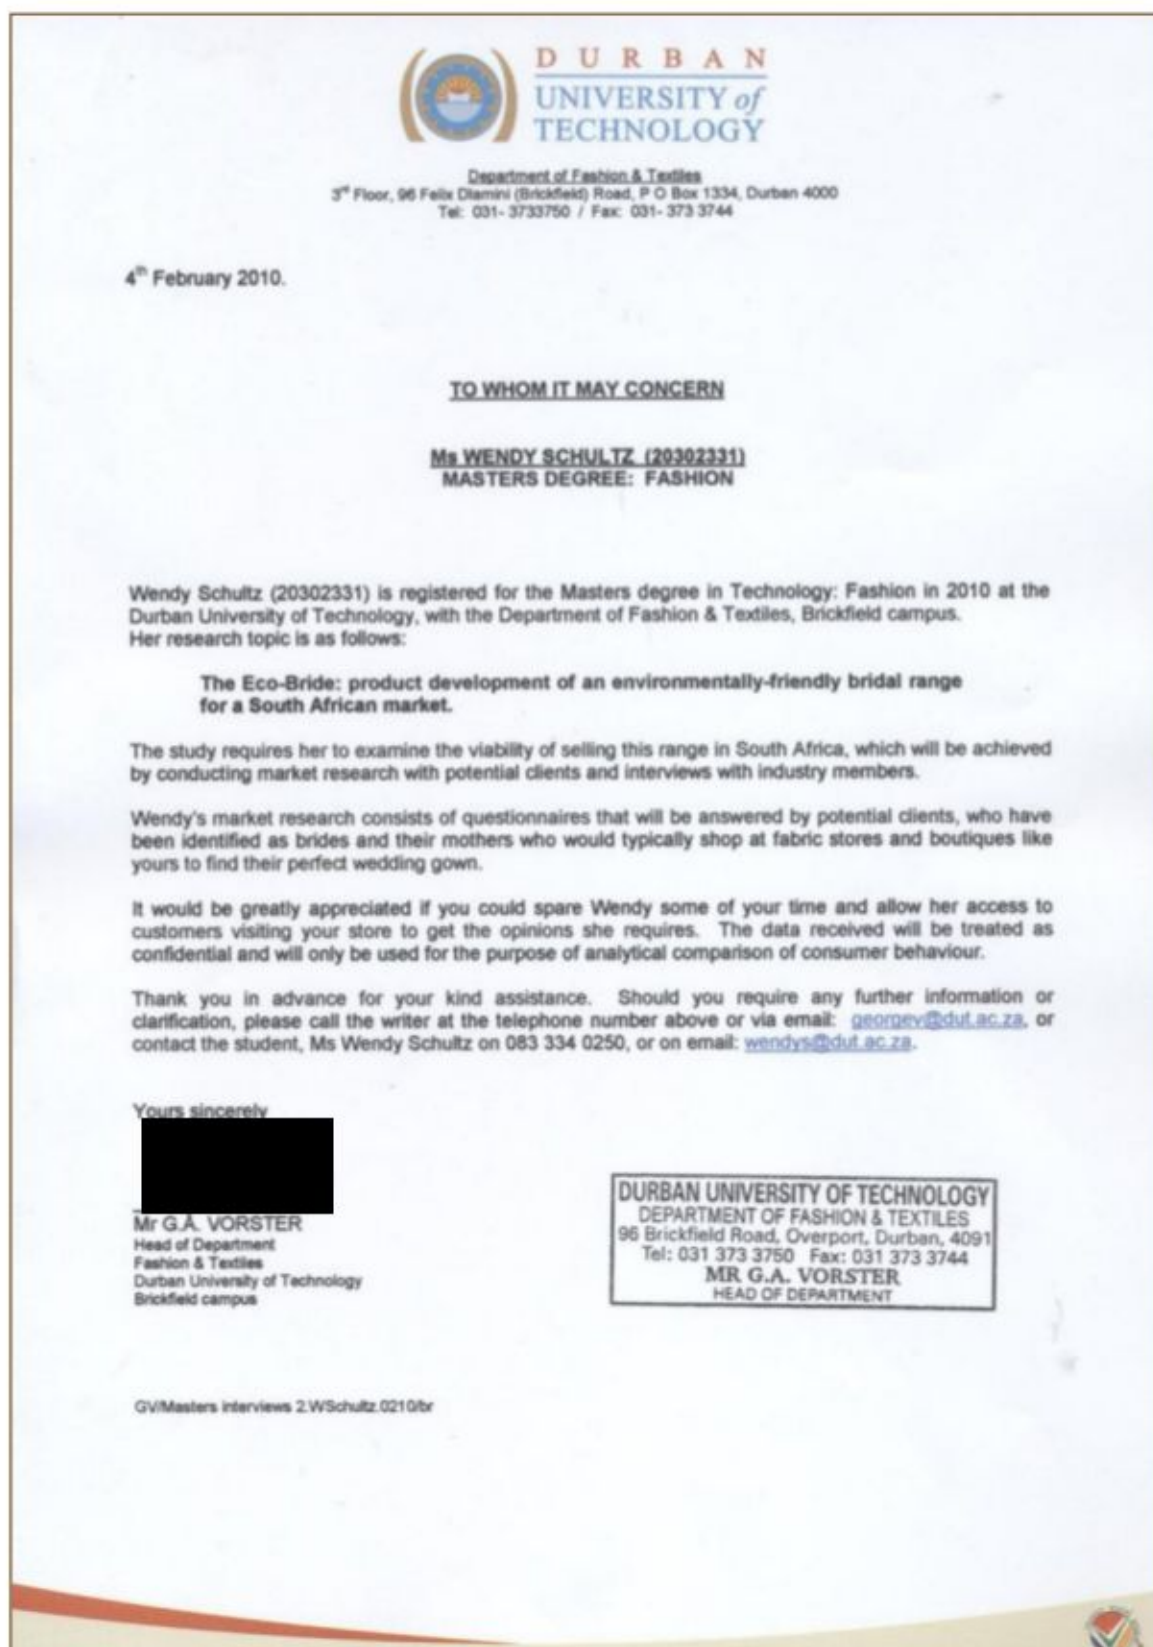 DURBAN
UNIVERSITY of
TECHNOLOGY
Department of Fashion & Textiles
3rd Floor, 96 Felix Dlamini (Brickfield) Road, P O Box 1334, Durban 4000
Tel: 031- 3733750 / Fax: 031- 373 3744
4th February 2010.
TO WHOM IT MAY CONCERN
Ms WENDY SCHULTZ (20302331)
MASTERS DEGREE: FASHION
Wendy Schultz (20302331) is registered for the Masters degree in Technology: Fashion in 2010 at the
Durban University of Technology, with the Department of Fashion & Textiles, Brickfield campus.
Her research topic is as follows:
The Eco-Bride: product development of an environmentally-friendly bridal range
for a South African market.
The study requires her to examine the viability of selling this range in South Africa, which will be achieved
by conducting market research with potential clients and interviews with industry members.
Wendy's market research consists of questionnaires that will be answered by potential clients, who have
been identified as brides and their mothers who would typically shop at fabric stores and boutiques like
yours to find their perfect wedding gown.
It would be greatly appreciated if you could spare Wendy some of your time and allow her access to
customers visiting your store to get the opinions she requires. The data received will be treated as
confidential and will only be used for the purpose of analytical comparison of consumer behaviour.
Thank you in advance for your kind assistance. Should you require any further information or
clarification, please call the writer at the telephone number above or via email: georgev@dut.ac.za, or
contact the student, Ms Wendy Schultz on 083 334 0250, or on email: wendys@dut.ac.za.
Yours sincerely
Mr G.A. VORSTER
Head of Department
Fashion & Textiles
Durban University of Technology
Brickfield campus
DURBAN UNIVERSITY OF TECHNOLOGY
DEPARTMENT OF FASHION & TEXTILES
96 Brickfield Road, Overport, Durban, 4091
Tel: 031 373 3750 Fax: 031 373 3744
MR G.A. VORSTER
HEAD OF DEPARTMENT
GV/Masters interviews 2.WSchultz.0210/br